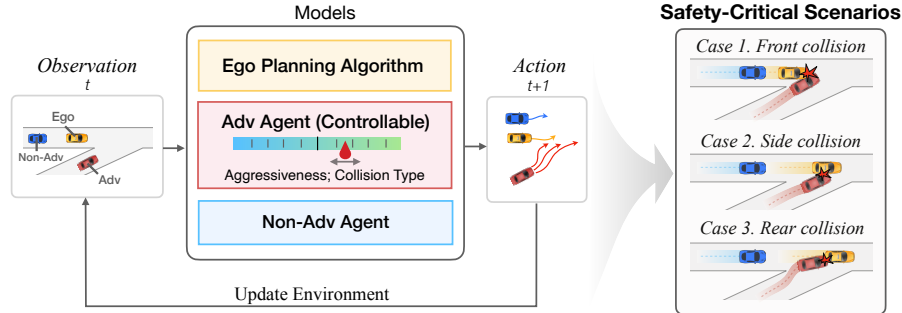 Models
Safety-Critical Scenarios
Observation
t
Ego
Non-Adv
Adv
Ego Planning Algorithm
Adv Agent (Controllable)
Aggressiveness; Collision Type
Non-Adv Agent
Action
t+1
Update Environment
Case 1. Front collision
Case 2. Side collision
Case 3. Rear collision